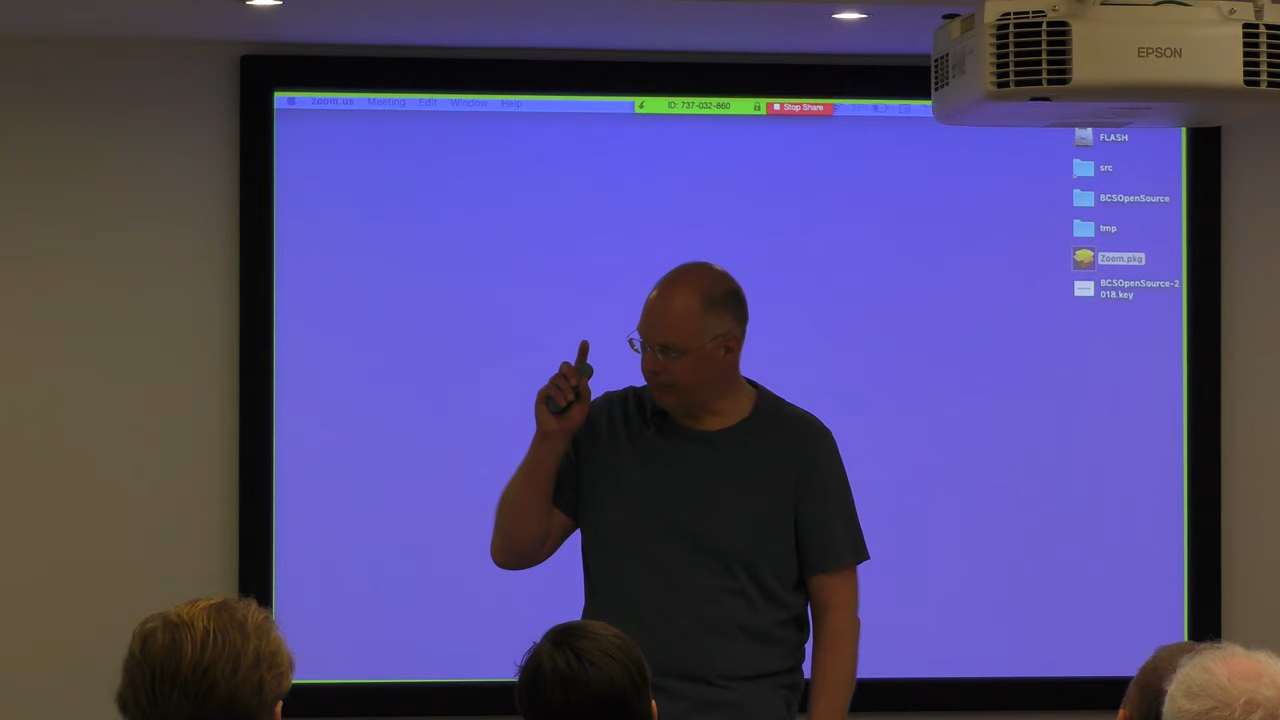 EPSON
zoom.us Meeting Edit Window Help
ID: 737-032-860
Stop Share
38%
FLASH
src
BCSOpenSource
tmp
Zoom.pkg
BCSOpenSource-2
018.key